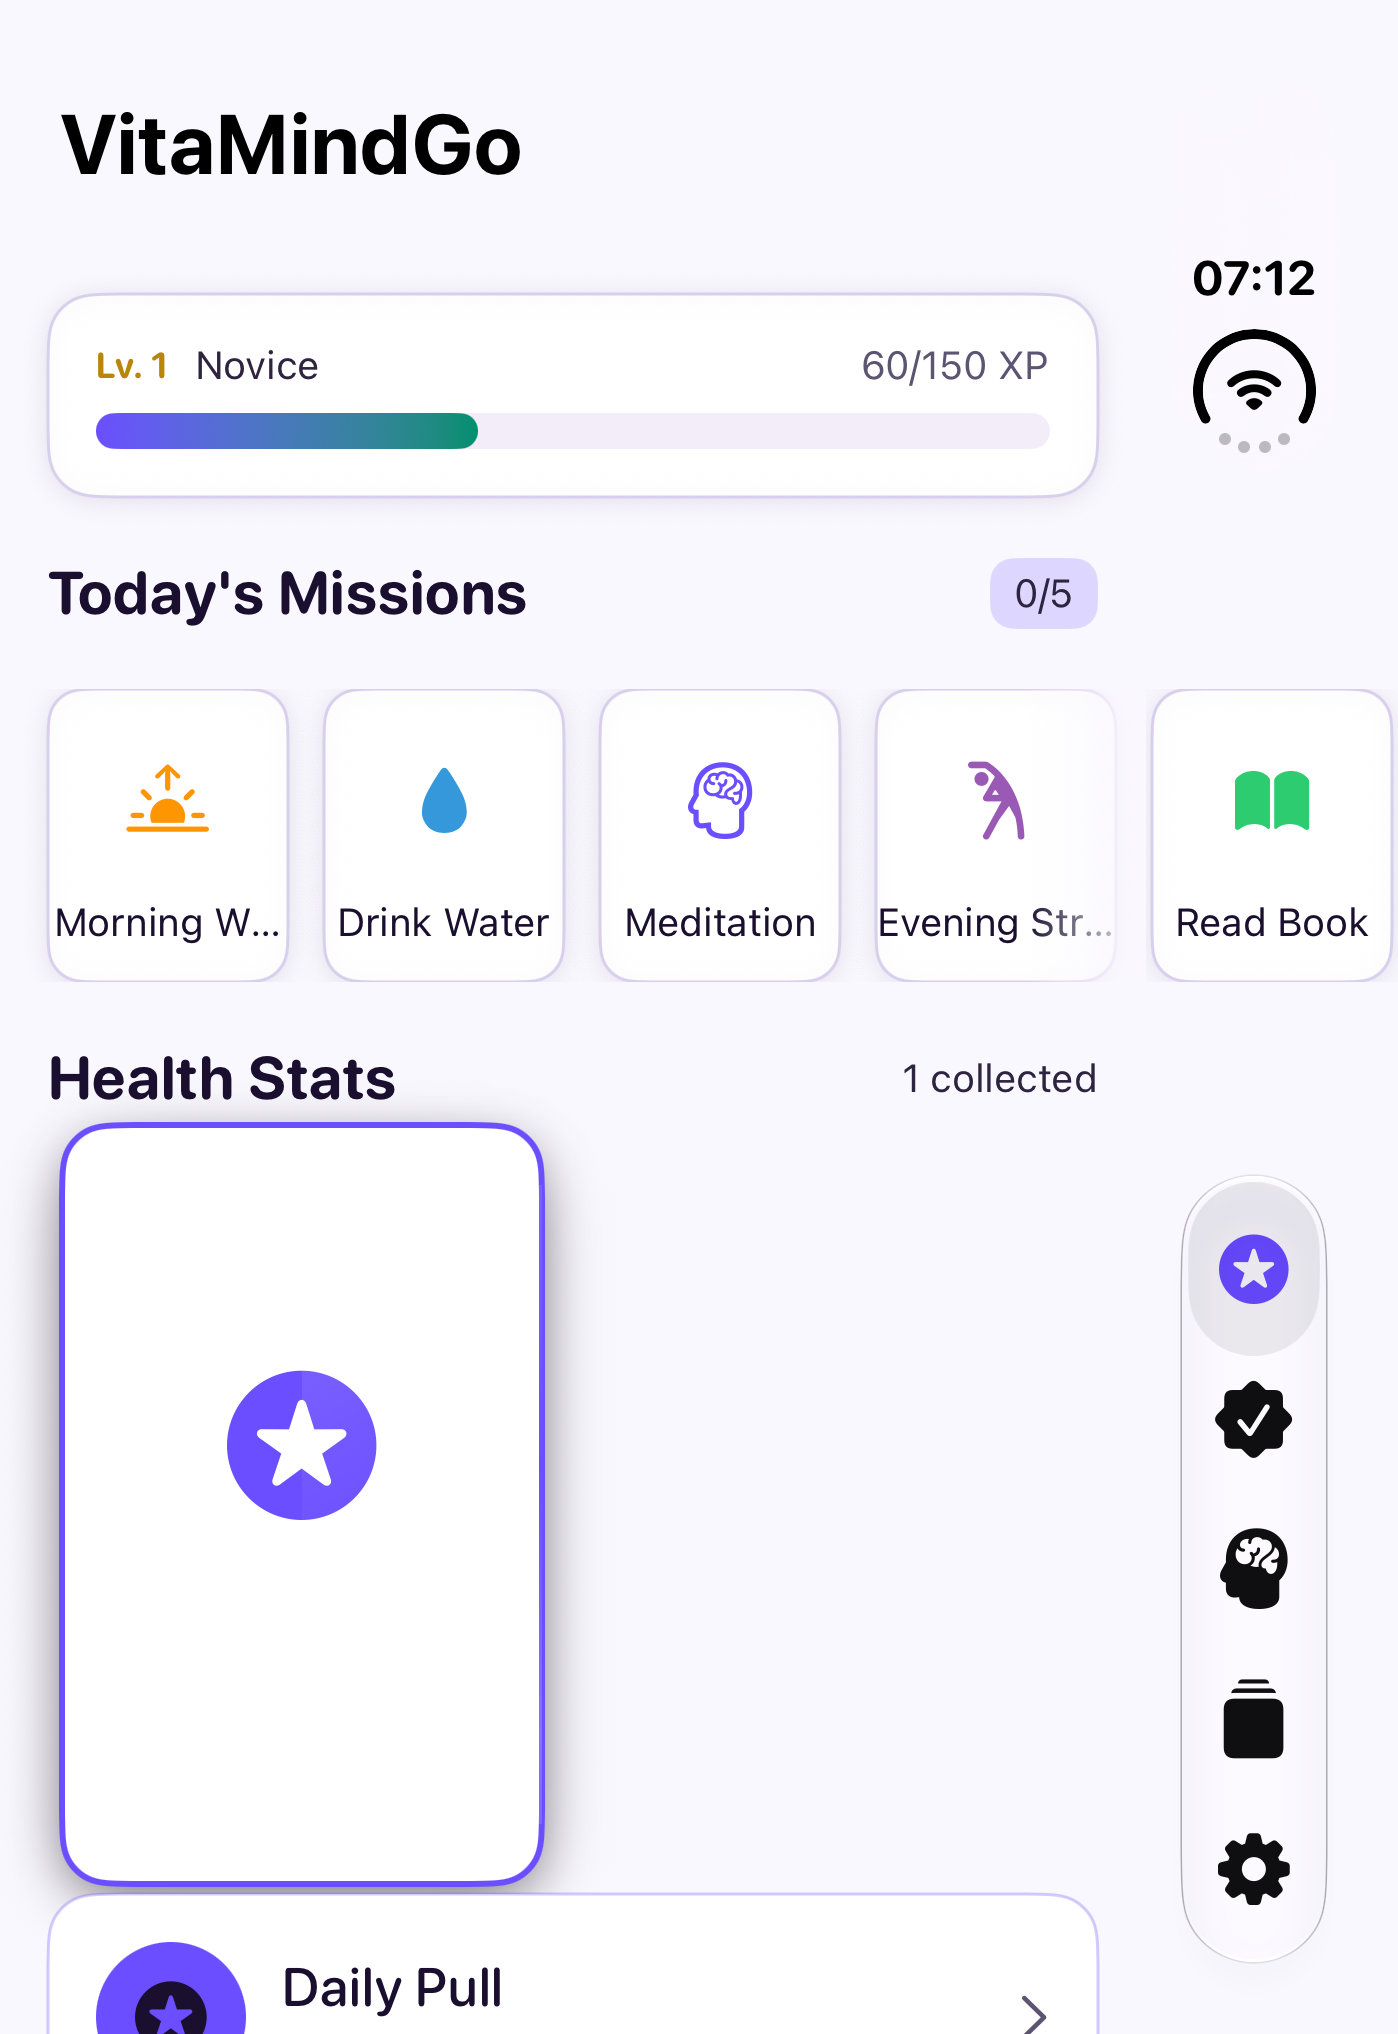 VitaMindGo
07:12
Lv. 1 Novice 60/150 XP
Today's Missions 0/5
Morning W... Drink Water Meditation Evening Str... Read Book
Health Stats 1 collected
Daily Pull